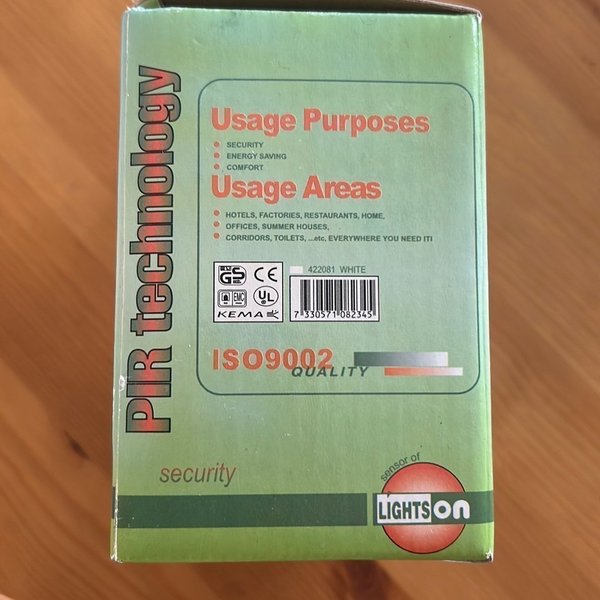 PIR technology
Usage Purposes
SECURITY
ENERGY SAVING
COMFORT
Usage Areas
HOTELS, FACTORIES, RESTAURANTS, HOME,
OFFICES, SUMMER HOUSES,
CORRIDORS, TOILETS, ...etc, EVERYWHERE YOU NEED IT!
422081 WHITE
GS CE
EMC UL
KEMA
7 330571 082345
ISO9002
QUALITY
security
sensor of
LIGHTSON